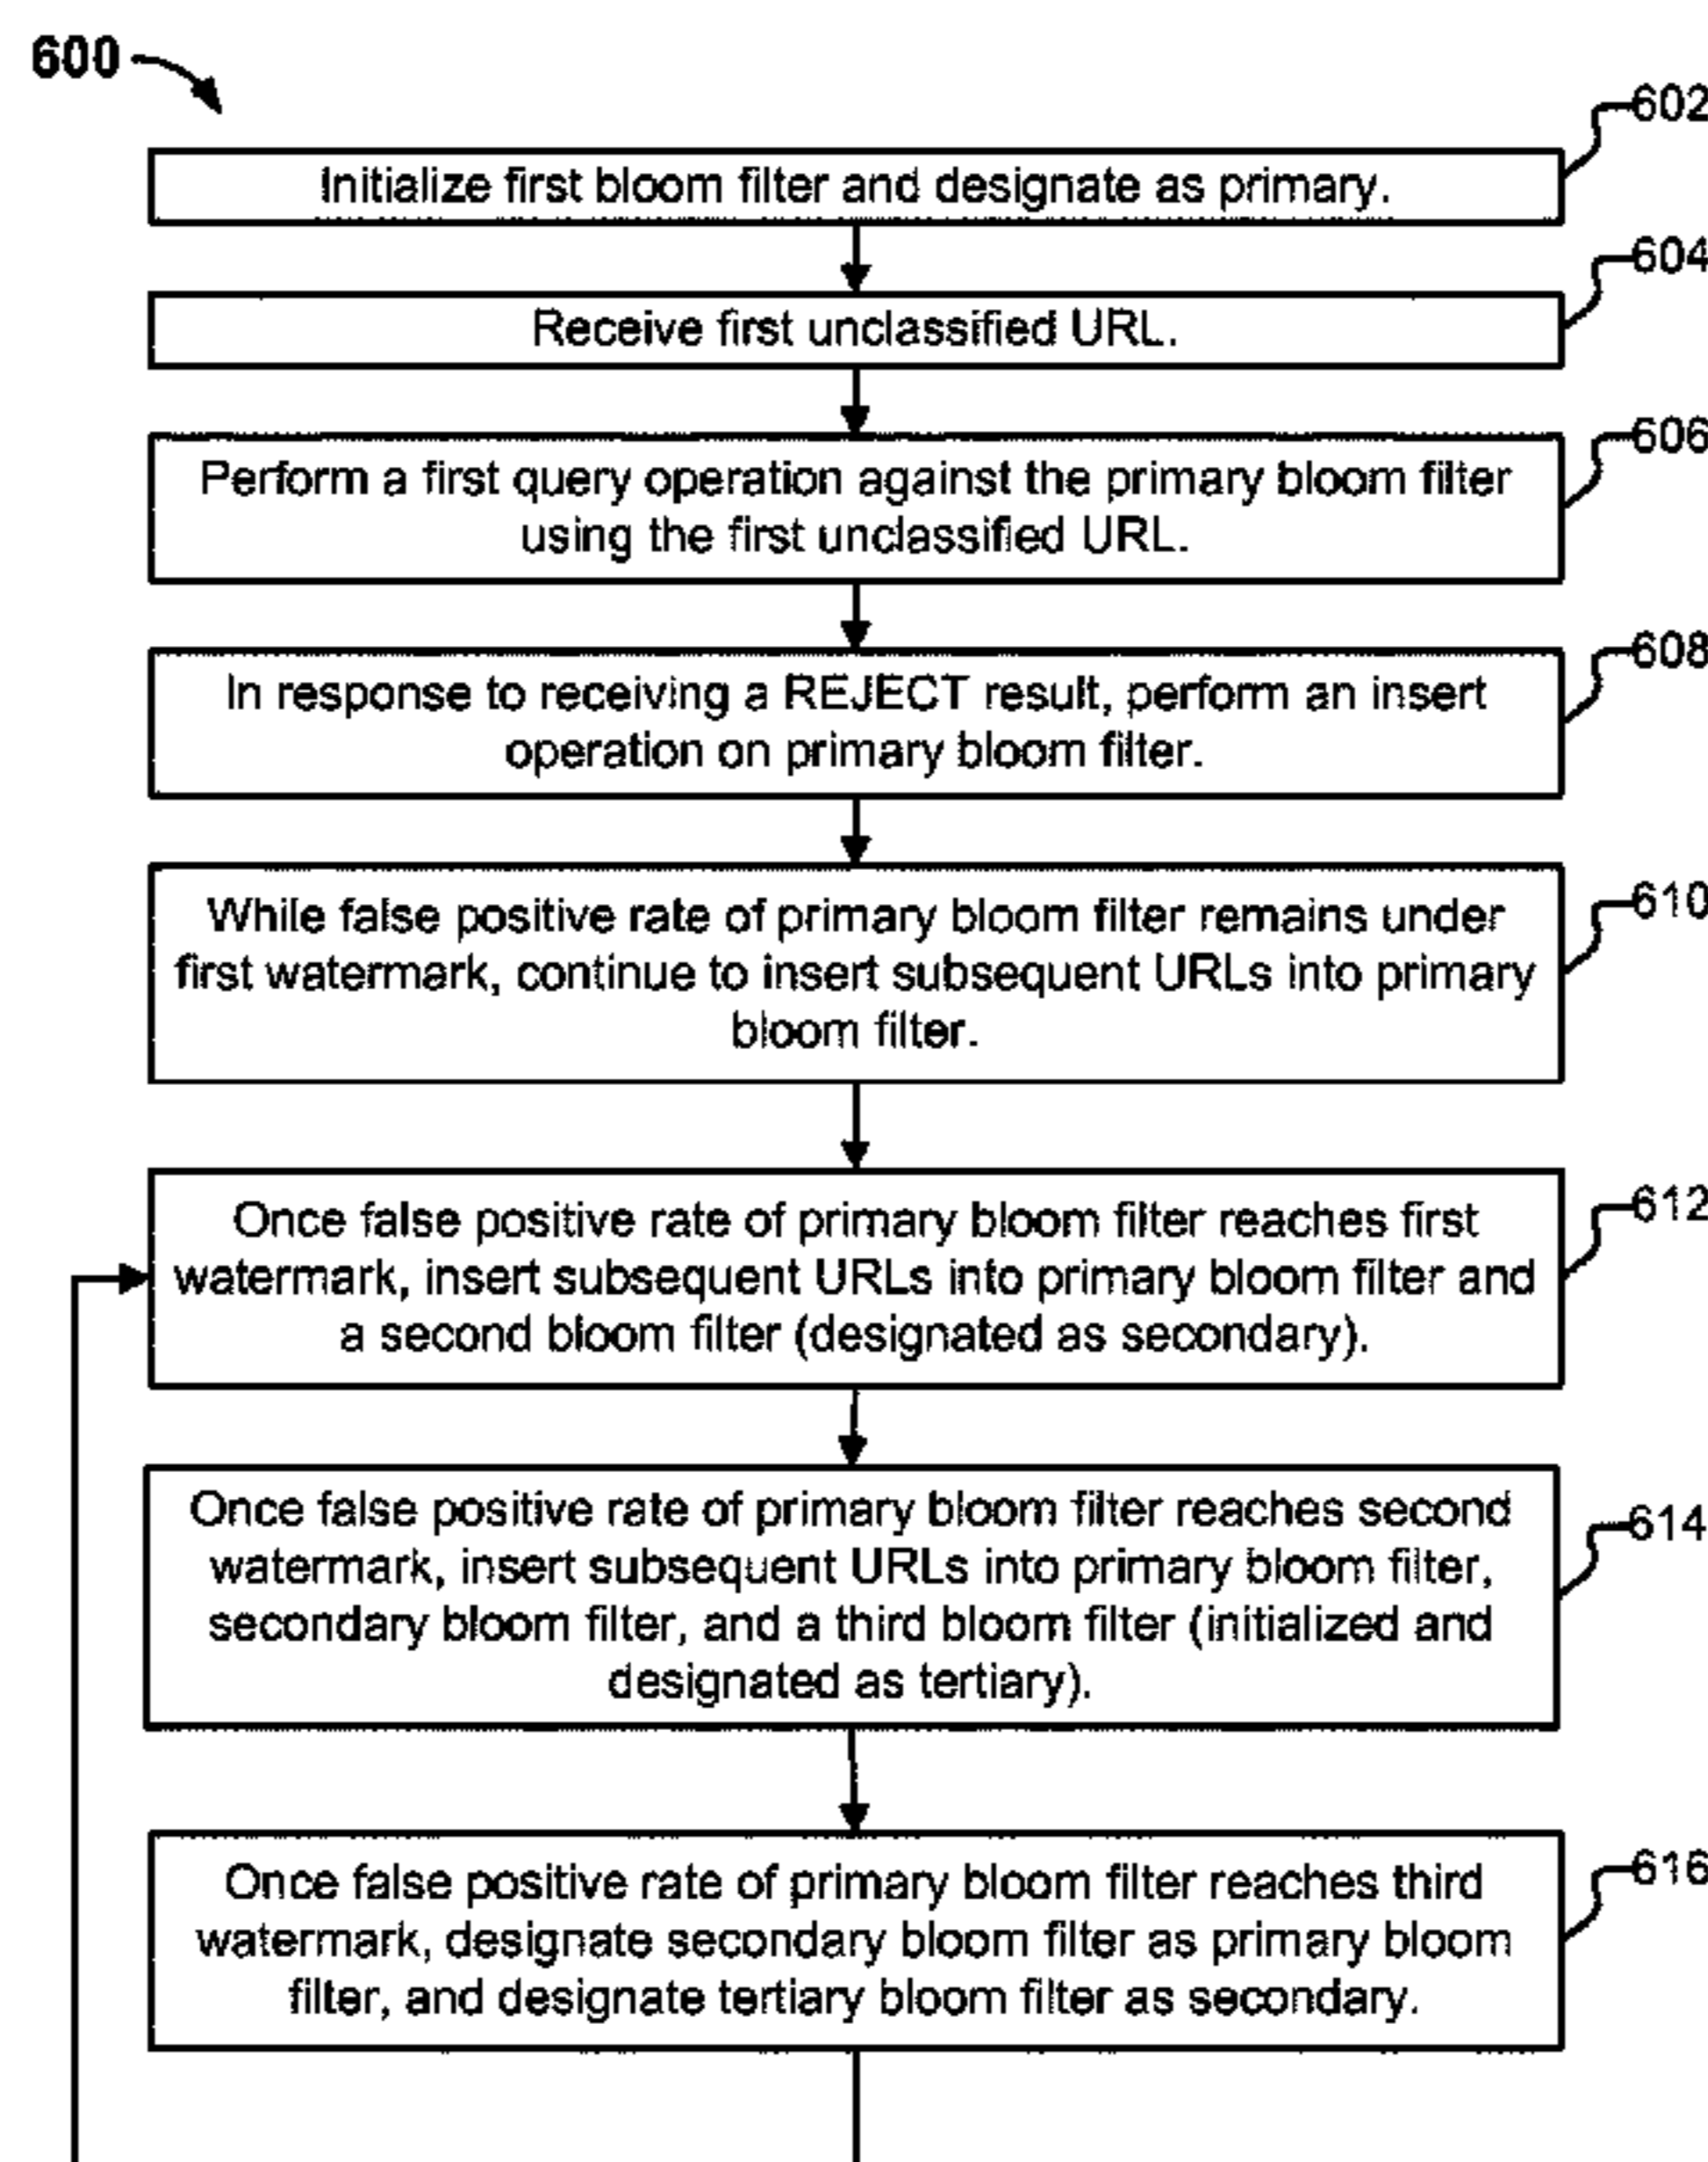 600
602
Initialize first bloom filter and designate as primary.
604
Receive first unclassified URL.
606
Perform a first query operation against the primary bloom filter
using the first unclassified URL.
608
In response to receiving a REJECT result, perform an insert
operation on primary bloom filter.
610
While false positive rate of primary bloom filter remains under
first watermark, continue to insert subsequent URLs into primary
bloom filter.
612
Once false positive rate of primary bloom filter reaches first
watermark, insert subsequent URLs into primary bloom filter and
a second bloom filter (designated as secondary).
614
Once false positive rate of primary bloom filter reaches second
watermark, insert subsequent URLs into primary bloom filter,
secondary bloom filter, and a third bloom filter (initialized and
designated as tertiary).
616
Once false positive rate of primary bloom filter reaches third
watermark, designate secondary bloom filter as primary bloom
filter, and designate tertiary bloom filter as secondary.